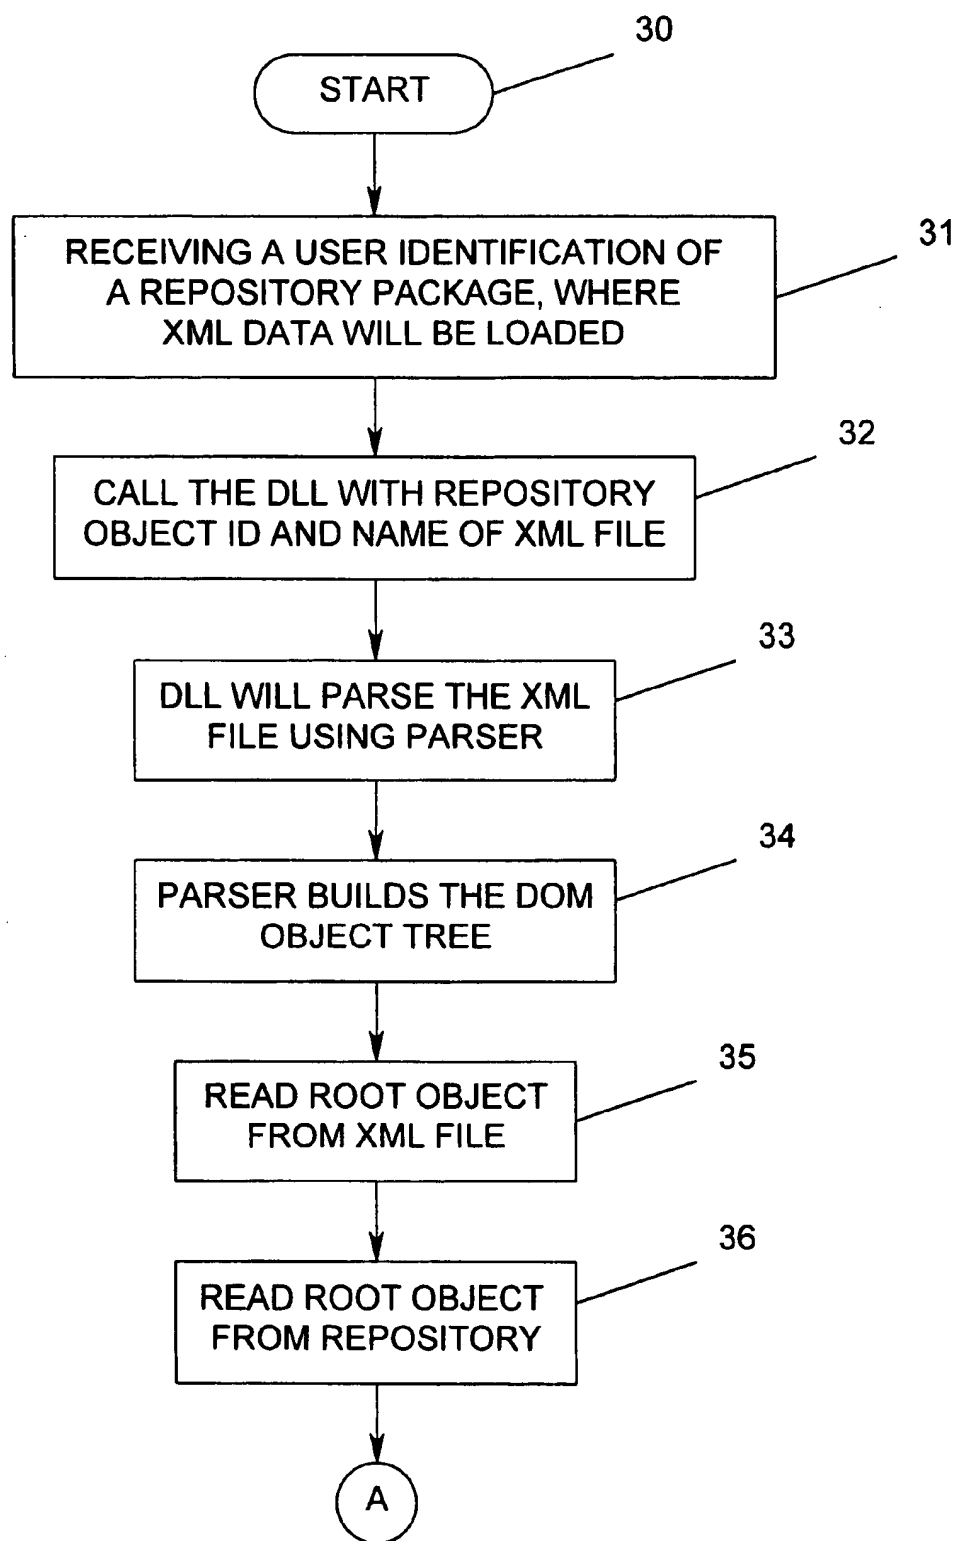 30
START
31
RECEIVING A USER IDENTIFICATION OF
A REPOSITORY PACKAGE, WHERE
XML DATA WILL BE LOADED
32
CALL THE DLL WITH REPOSITORY
OBJECT ID AND NAME OF XML FILE
33
DLL WILL PARSE THE XML
FILE USING PARSER
34
PARSER BUILDS THE DOM
OBJECT TREE
35
READ ROOT OBJECT
FROM XML FILE
36
READ ROOT OBJECT
FROM REPOSITORY
A